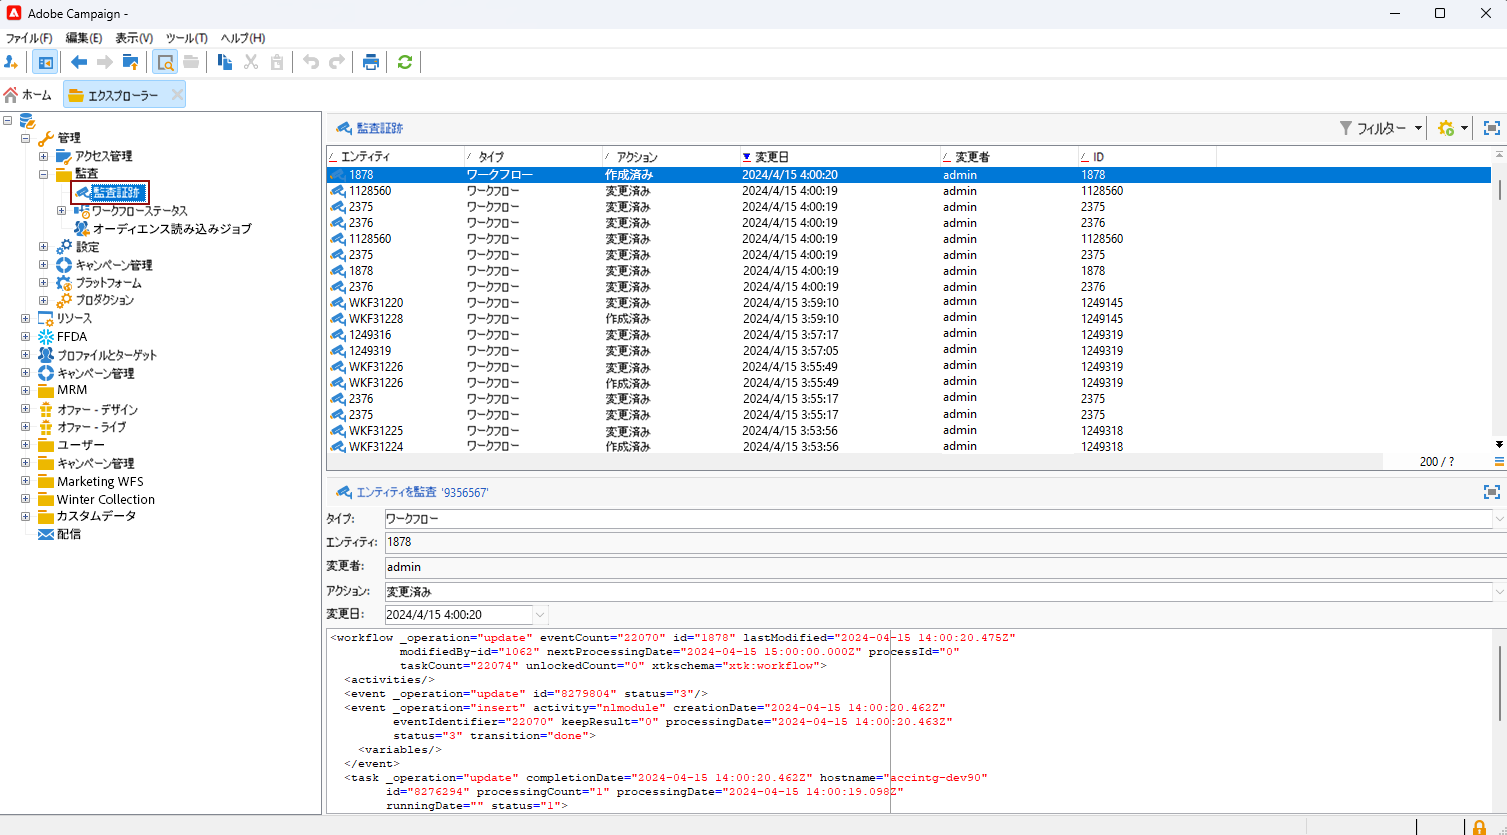 Adobe Campaign -
ファイル(F) 編集(E) 表示(V) ツール(T) ヘルプ(H)
ホーム エクスプローラー
管理
アクセス管理
監査
監査証跡
ワークフローステータス
オーディエンス読み込みジョブ
設定
キャンペーン管理
プラットフォーム
プロダクション
リソース
FFDA
プロファイルとターゲット
キャンペーン管理
MRM
オファー - デザイン
オファー - ライブ
ユーザー
キャンペーン管理
Marketing WFS
Winter Collection
カスタムデータ
配信
監査証跡 フィルター
エンティティ タイプ アクション 変更日 変更者 ID
1878 ワークフロー 作成済み 2024/4/15 4:00:20 admin 1878
1128560 ワークフロー 変更済み 2024/4/15 4:00:19 admin 1128560
2375 ワークフロー 変更済み 2024/4/15 4:00:19 admin 2375
2376 ワークフロー 変更済み 2024/4/15 4:00:19 admin 2376
1128560 ワークフロー 変更済み 2024/4/15 4:00:19 admin 1128560
2375 ワークフロー 変更済み 2024/4/15 4:00:19 admin 2375
1878 ワークフロー 変更済み 2024/4/15 4:00:19 admin 1878
2376 ワークフロー 変更済み 2024/4/15 4:00:19 admin 2376
WKF31220 ワークフロー 変更済み 2024/4/15 3:59:10 admin 1249145
WKF31228 ワークフロー 作成済み 2024/4/15 3:59:10 admin 1249145
1249316 ワークフロー 変更済み 2024/4/15 3:57:17 admin 1249319
1249319 ワークフロー 変更済み 2024/4/15 3:57:05 admin 1249319
WKF31226 ワークフロー 変更済み 2024/4/15 3:55:49 admin 1249319
WKF31226 ワークフロー 作成済み 2024/4/15 3:55:49 admin 1249319
2376 ワークフロー 変更済み 2024/4/15 3:55:17 admin 2376
2375 ワークフロー 変更済み 2024/4/15 3:55:17 admin 2375
WKF31225 ワークフロー 変更済み 2024/4/15 3:53:56 admin 1249318
WKF31224 ワークフロー 作成済み 2024/4/15 3:53:56 admin 1249318
200 / ?
エンティティを監査 '9356567'
タイプ: ワークフロー
エンティティ: 1878
変更者: admin
アクション: 変更済み
変更日: 2024/4/15 4:00:20
<workflow _operation="update" eventCount="22070" id="1878" lastModified="2024-04-15 14:00:20.475Z"
modifiedBy-id="1062" nextProcessingDate="2024-04-15 15:00:00.000Z" processId="0"
taskCount="22074" unlockedCount="0" xtkschema="xtk:workflow">
<activities/>
<event _operation="update" id="8279804" status="3"/>
<event _operation="insert" activity="nlmodule" creationDate="2024-04-15 14:00:20.462Z"
eventIdentifier="22070" keepResult="0" processingDate="2024-04-15 14:00:20.463Z"
status="3" transition="done">
<variables/>
</event>
<task _operation="update" completionDate="2024-04-15 14:00:20.462Z" hostname="accintg-dev90"
id="8276294" processingCount="1" processingDate="2024-04-15 14:00:19.098Z"
runningDate="" status="1">